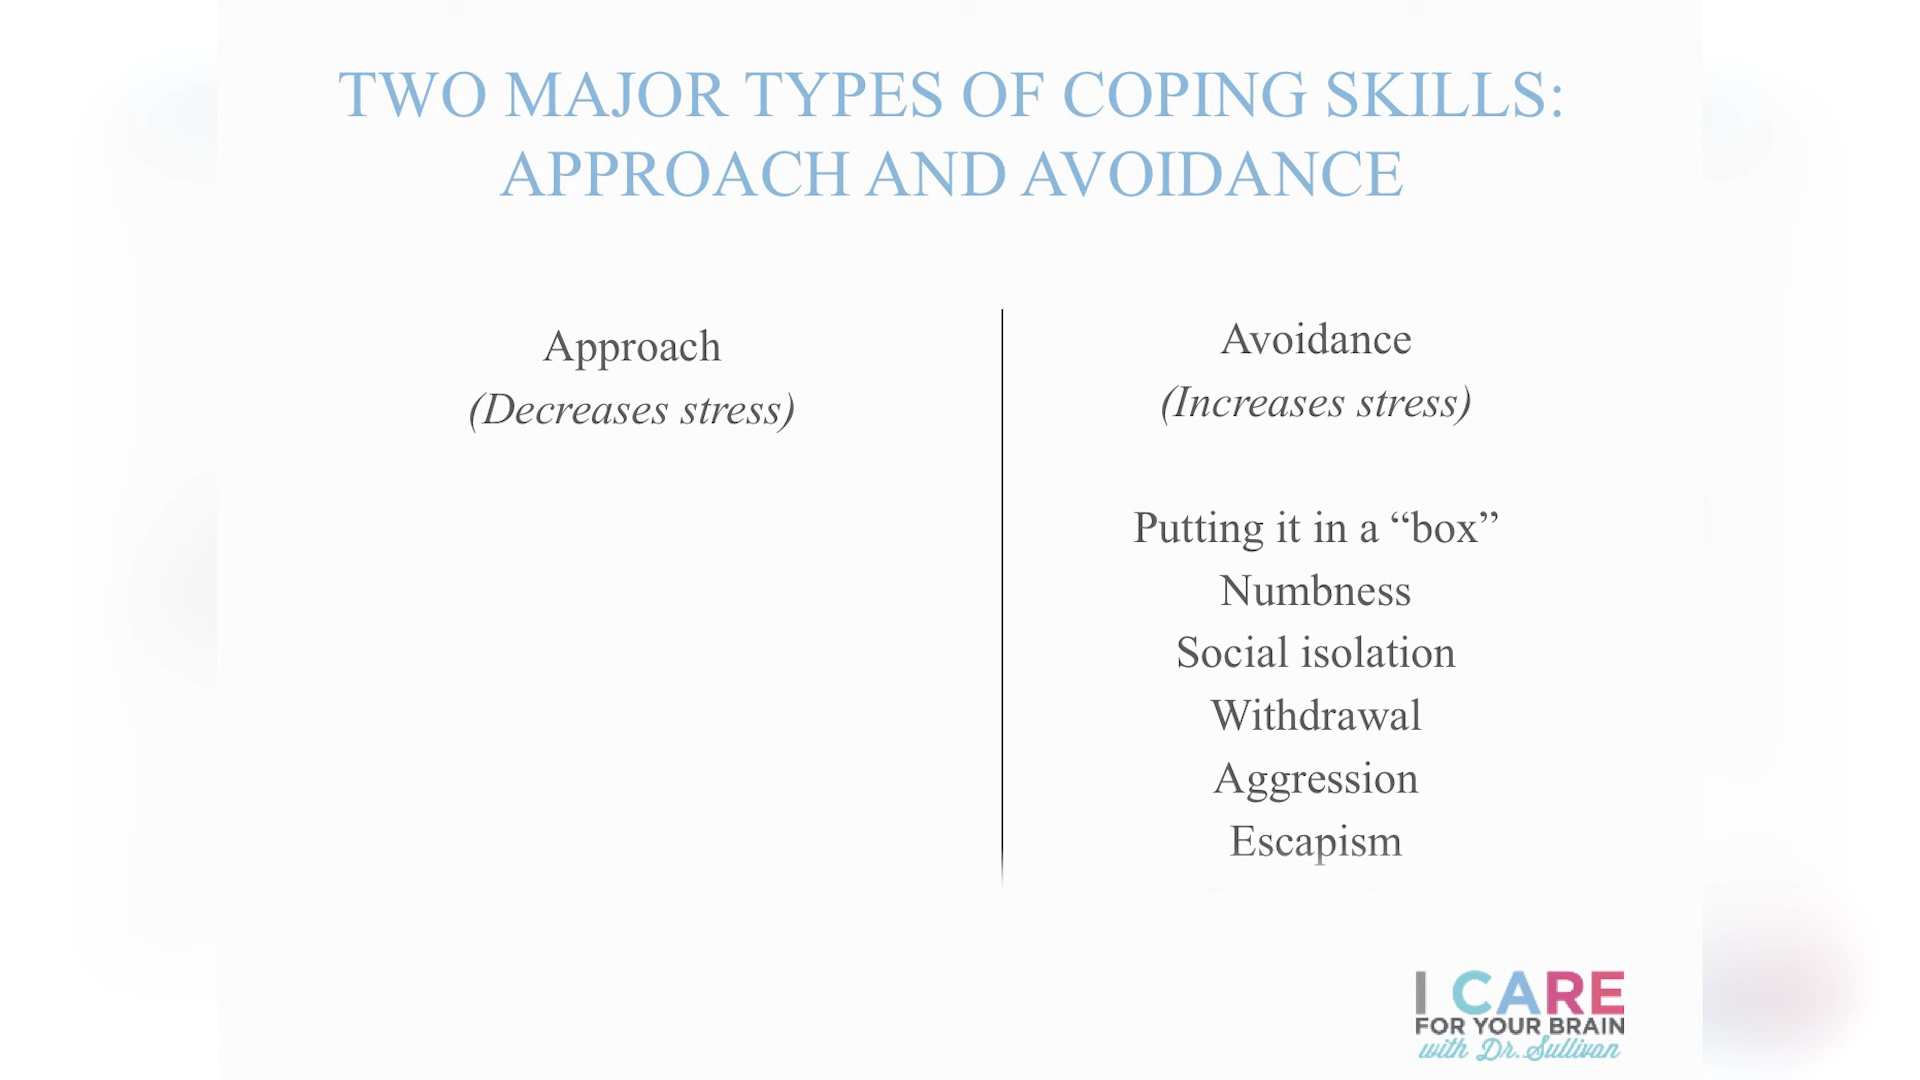 TWO MAJOR TYPES OF COPING SKILLS:
APPROACH AND AVOIDANCE
Approach
(Decreases stress)
Avoidance
(Increases stress)
Putting it in a “box”
Numbness
Social isolation
Withdrawal
Aggression
Escapism
I CARE
FOR YOUR BRAIN
with Dr. Sullivan